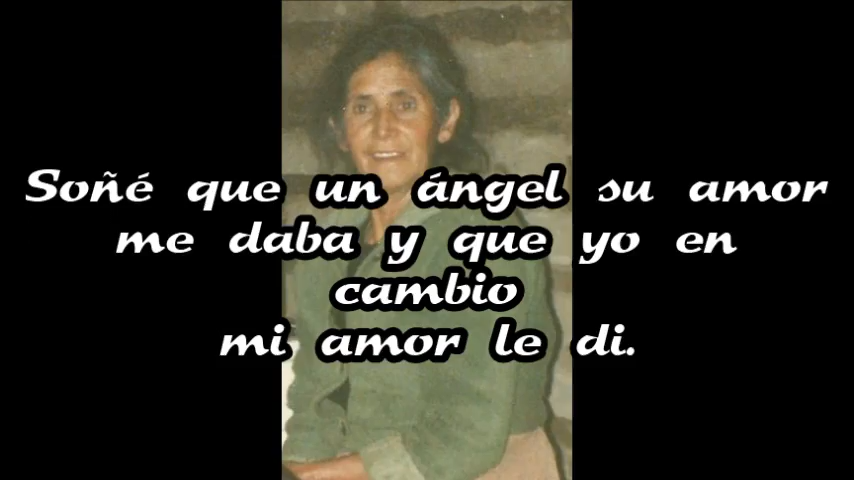 Soñé que un ángel su amor
me daba y que yo en
cambio
mi amor le di.